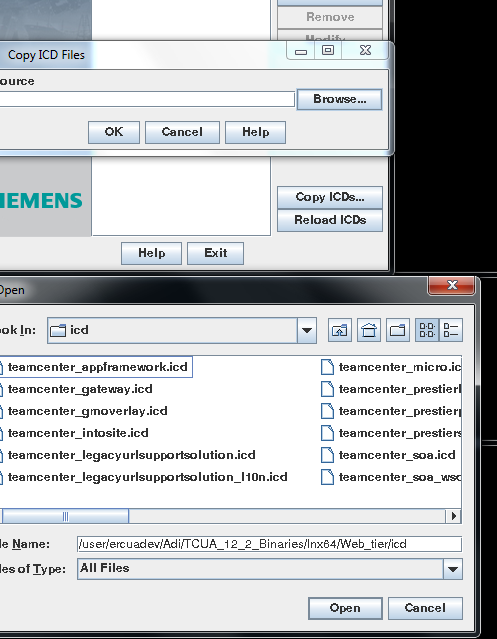 Remove
Modify...
Copy ICD Files
ource
Browse...
OK Cancel Help
IEMENS
Copy ICDs...
Reload ICDs
Help Exit
Open
ook In: icd
teamcenter_appframework.icd teamcenter_micro.ic
teamcenter_gateway.icd teamcenter_prestierl
teamcenter_gmoverlay.icd teamcenter_prestierp
teamcenter_intosite.icd teamcenter_prestiers
teamcenter_legacyurlsupportsolution.icd teamcenter_soa.icd
teamcenter_legacyurlsupportsolution_l10n.icd teamcenter_soa_wsc
le Name: /user/ercuadev/Adi/TCUA_12_2_Binaries/lnx64/Web_tier/icd
les of Type: All Files
Open Cancel